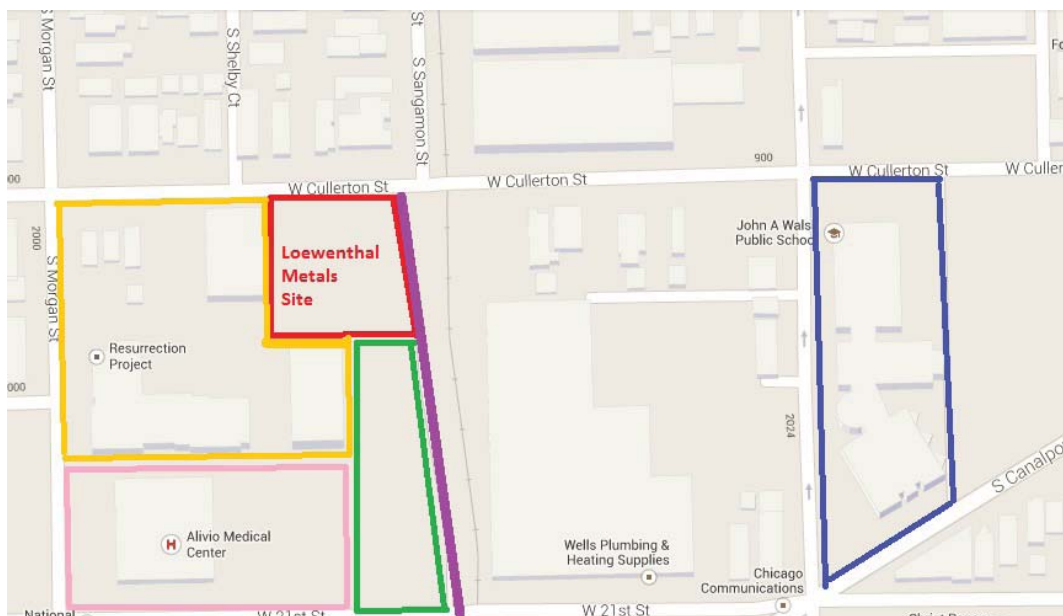 S Morgan St
S Shelby Ct
St
S Sangamon St
Fo
000
W Cullerton St
W Cullerton St
900
W Cullerton St
W Culler
2000
S Morgan St
Loewenthal
Metals
Site
John A Wals
Public Schoo
Resurrection
Project
000
2024
S Canalpo
Alivio Medical
Center
H
Wells Plumbing &
Heating Supplies
Chicago
Communications
National
W 21st St
W 21st St